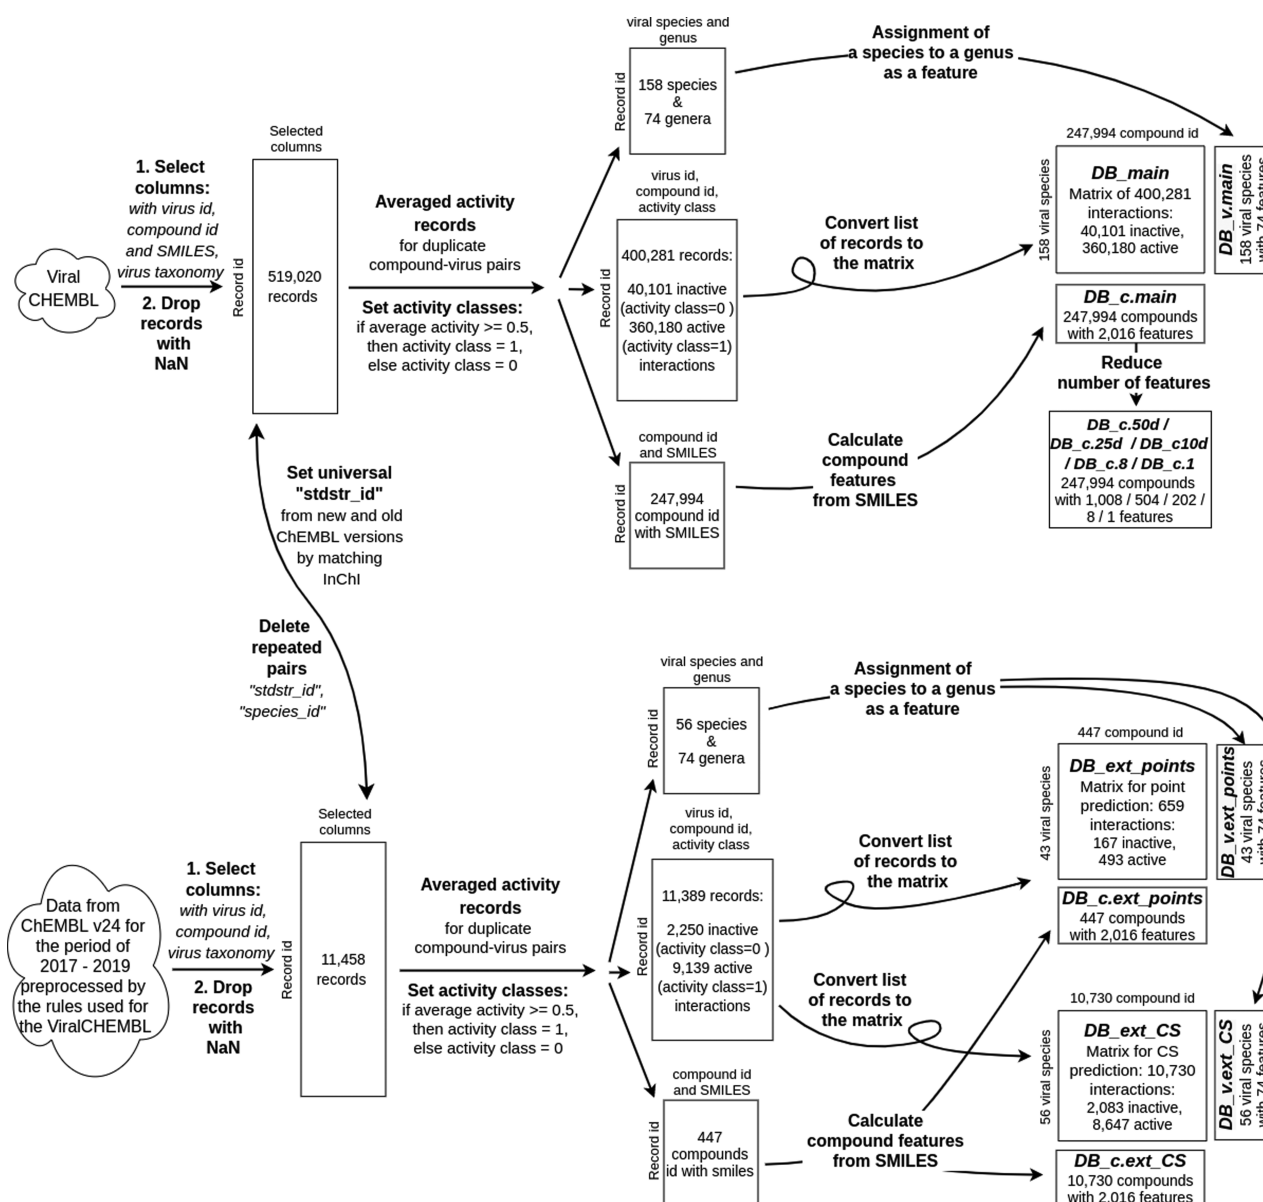 viral species and
genus
Record id
158 species
&
74 genera
Assignment of
a species to a genus
as a feature
Selected
columns
1. Select
columns:
with virus id,
compound id
and SMILES,
virus taxonomy
2. Drop
records
with
NaN
Viral
CHEMBL
Record id
519,020
records
Averaged activity
records
for duplicate
compound-virus pairs
Set activity classes:
if average activity >= 0.5,
then activity class = 1,
else activity class = 0
virus id,
compound id,
activity class
Record id
400,281 records:
40,101 inactive
(activity class=0 )
360,180 active
(activity class=1)
interactions
Convert list
of records to
the matrix
247,994 compound id
158 viral species
DB_main
Matrix of 400,281
interactions:
40,101 inactive,
360,180 active
DB_v.main
158 viral species
with 74 features
DB_c.main
247,994 compounds
with 2,016 features
Reduce
number of features
DB_c.50d /
DB_c.25d / DB_c10d
/ DB_c.8 / DB_c.1
247,994 compounds
with 1,008 / 504 / 202 /
8 / 1 features
compound id
and SMILES
Record id
247,994
compound id
with SMILES
Calculate
compound
features
from SMILES
Set universal
"stdstr_id"
from new and old
ChEMBL versions
by matching
InChI
Delete
repeated
pairs
"stdstr_id",
"species_id"
viral species and
genus
Record id
56 species
&
74 genera
Assignment of
a species to a genus
as a feature
Selected
columns
Data from
ChEMBL v24 for
the period of
2017 - 2019
preprocessed by
the rules used for
the ViralCHEMBL
1. Select
columns:
with virus id,
compound id,
virus taxonomy
2. Drop
records
with
NaN
Record id
11,458
records
Averaged activity
records
for duplicate
compound-virus pairs
Set activity classes:
if average activity >= 0.5,
then activity class = 1,
else activity class = 0
virus id,
compound id,
activity class
Record id
11,389 records:
2,250 inactive
(activity class=0 )
9,139 active
(activity class=1)
interactions
Convert list
of records to
the matrix
Convert list
of records to
the matrix
447 compound id
43 viral species
DB_ext_points
Matrix for point
prediction: 659
interactions:
167 inactive,
493 active
DB_v.ext_points
43 viral species
with 74 features
DB_c.ext_points
447 compounds
with 2,016 features
10,730 compound id
56 viral species
DB_ext_CS
Matrix for CS
prediction: 10,730
interactions:
2,083 inactive,
8,647 active
DB_v.ext_CS
56 viral species
with 74 features
DB_c.ext_CS
10,730 compounds
with 2,016 features
compound id
and SMILES
Record id
447
compounds
id with smiles
Calculate
compound features
from SMILES